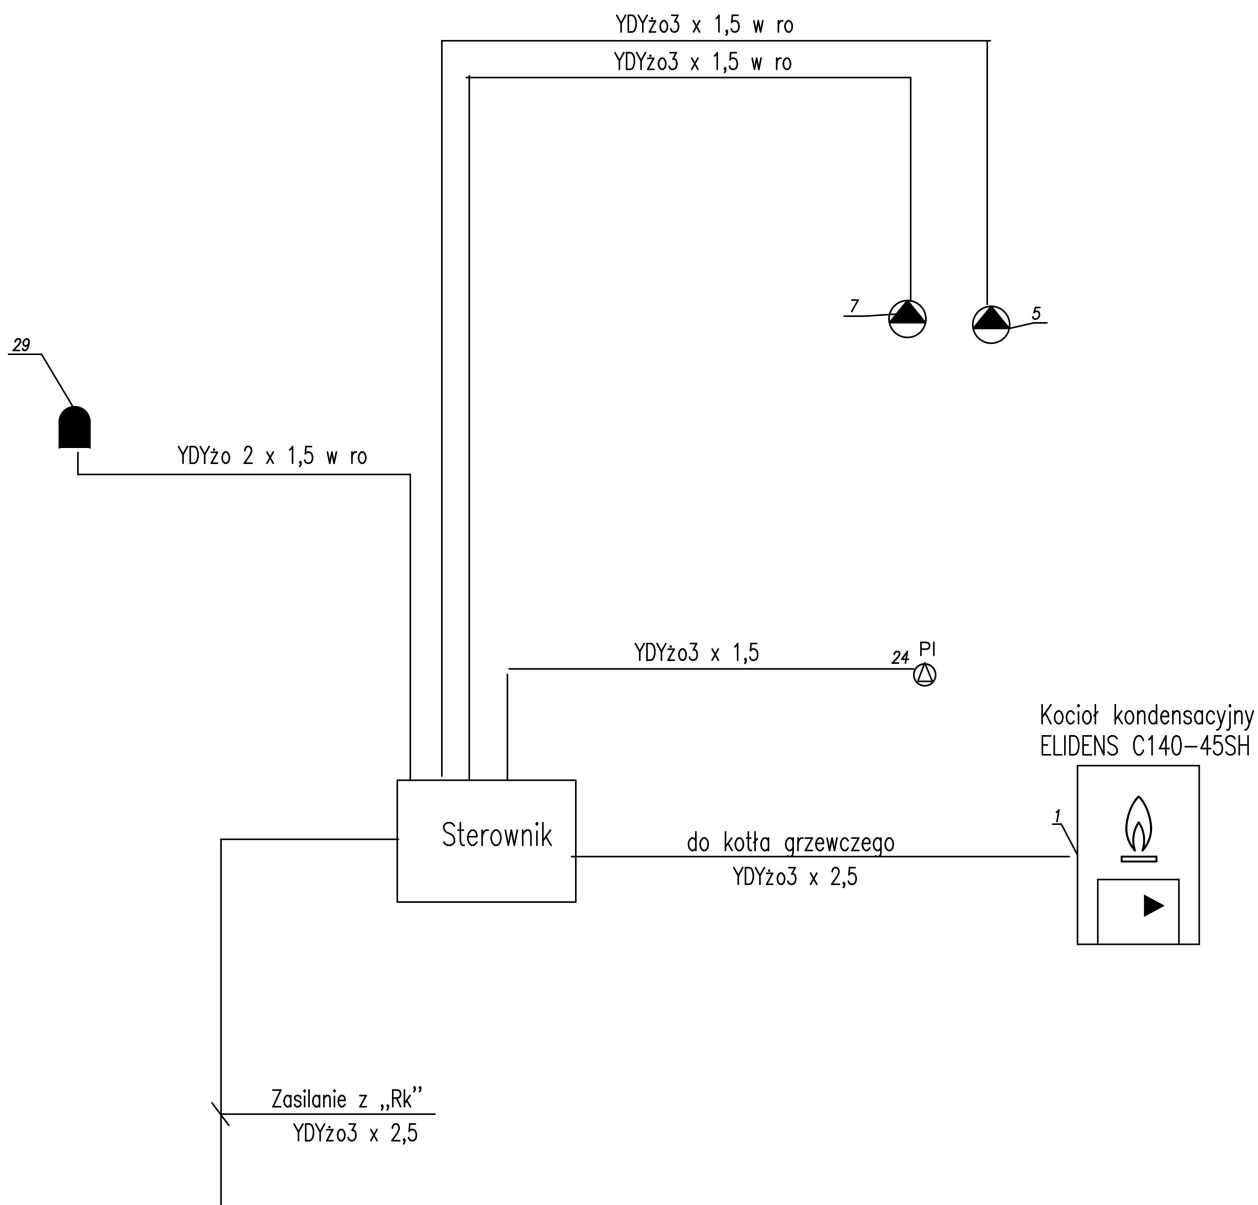 YDYżo3 x 1,5 w ro
YDYżo3 x 1,5 w ro
7
5
29
YDYżo 2 x 1,5 w ro
YDYżo3 x 1,5
24
PI
Kocioł kondensacyjny
ELIDENS C140-45SH
1
Sterownik
do kotła grzewczego
YDYżo3 x 2,5
Zasilanie z „Rk”
YDYżo3 x 2,5